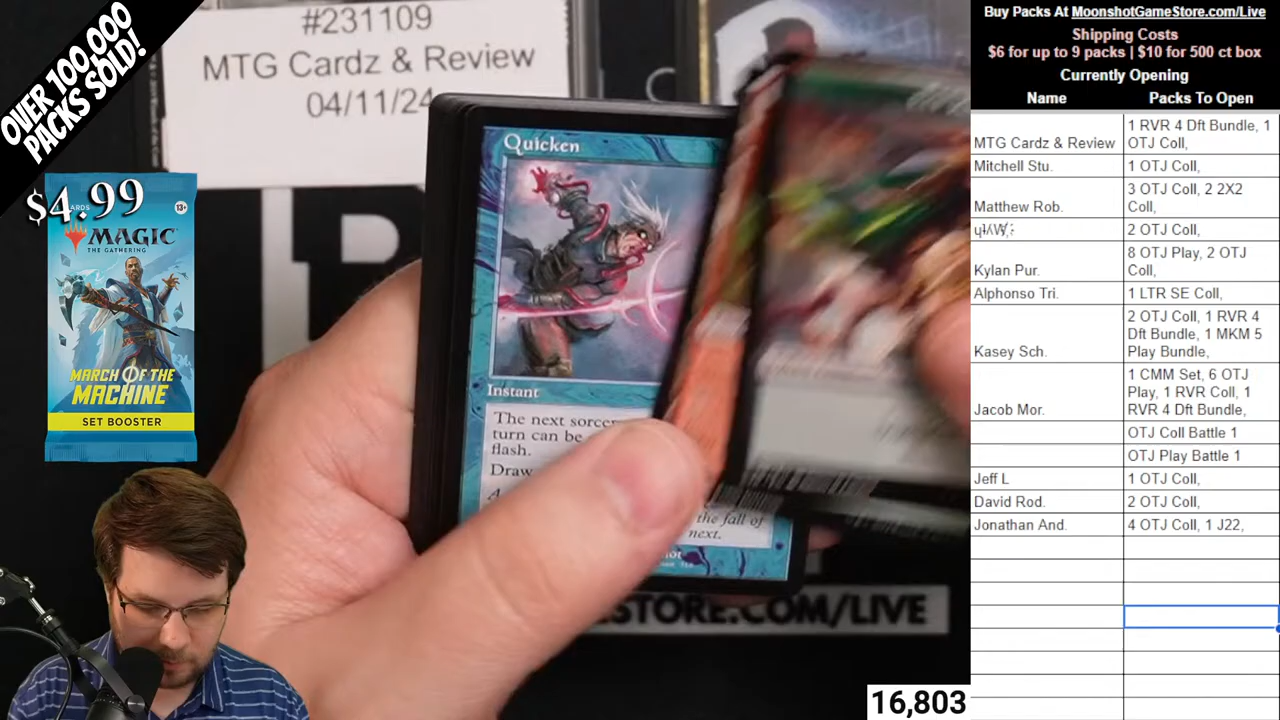 OVER 100,000
PACKS SOLD!
$4.99
13+
MAGIC
THE GATHERING
MARCH OF THE
MACHINE
SET BOOSTER
#231109
MTG Cardz & Review
04/11/24
Quicken
Instant
The next sorce
turn can be
flash.
Draw
the fall of
next.
STORE.COM/LIVE
16,803
Buy Packs At MoonshotGameStore.com/Live
Shipping Costs
$6 for up to 9 packs | $10 for 500 ct box
Currently Opening
Name Packs To Open
MTG Cardz & Review 1 RVR 4 Dft Bundle, 1
OTJ Coll,
Mitchell Stu. 1 OTJ Coll,
Matthew Rob. 3 OTJ Coll, 2 2X2
Coll,
2 OTJ Coll,
Kylan Pur. 8 OTJ Play, 2 OTJ
Coll,
Alphonso Tri. 1 LTR SE Coll,
Kasey Sch. 2 OTJ Coll, 1 RVR 4
Dft Bundle, 1 MKM 5
Play Bundle,
Jacob Mor. 1 CMM Set, 6 OTJ
Play, 1 RVR Coll, 1
RVR 4 Dft Bundle,
OTJ Coll Battle 1
OTJ Play Battle 1
Jeff L 1 OTJ Coll,
David Rod. 2 OTJ Coll,
Jonathan And. 4 OTJ Coll, 1 J22,